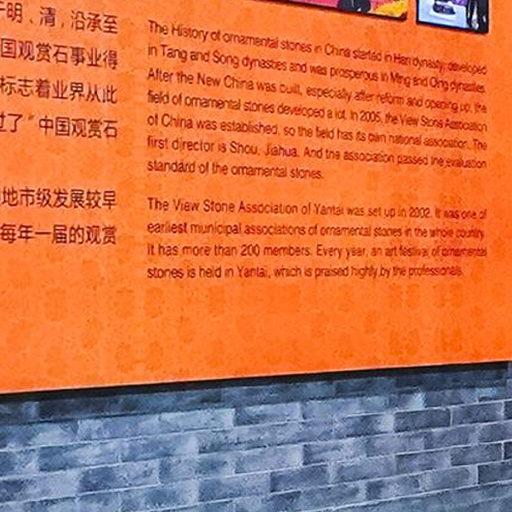 于明、清，沿承至
国观赏石事业得
标志着业界从此
过了“中国观赏石
地市级发展较早
每年一届的观赏
The History of ornamental stones in China started in Han dynasty, developed
in Tang and Song dynasties and was prosperous in Ming and Qing dynasties.
After the New China was built, especially after reform and opening up, the
field of ornamental stones developed a lot. In 2005, the View Stone Association
of China was established, so the field has its own national association. The
first director is Shou, Jiahua. And the association passed the evaluation
standard of the ornamental stones.
The View Stone Association of Yantai was set up in 2002. It was one of
earliest municipal associations of ornamental stones in the whole country.
It has more than 200 members. Every year, an art festival of ornamental
stones is held in Yantai, which is praised highly by the professionals.